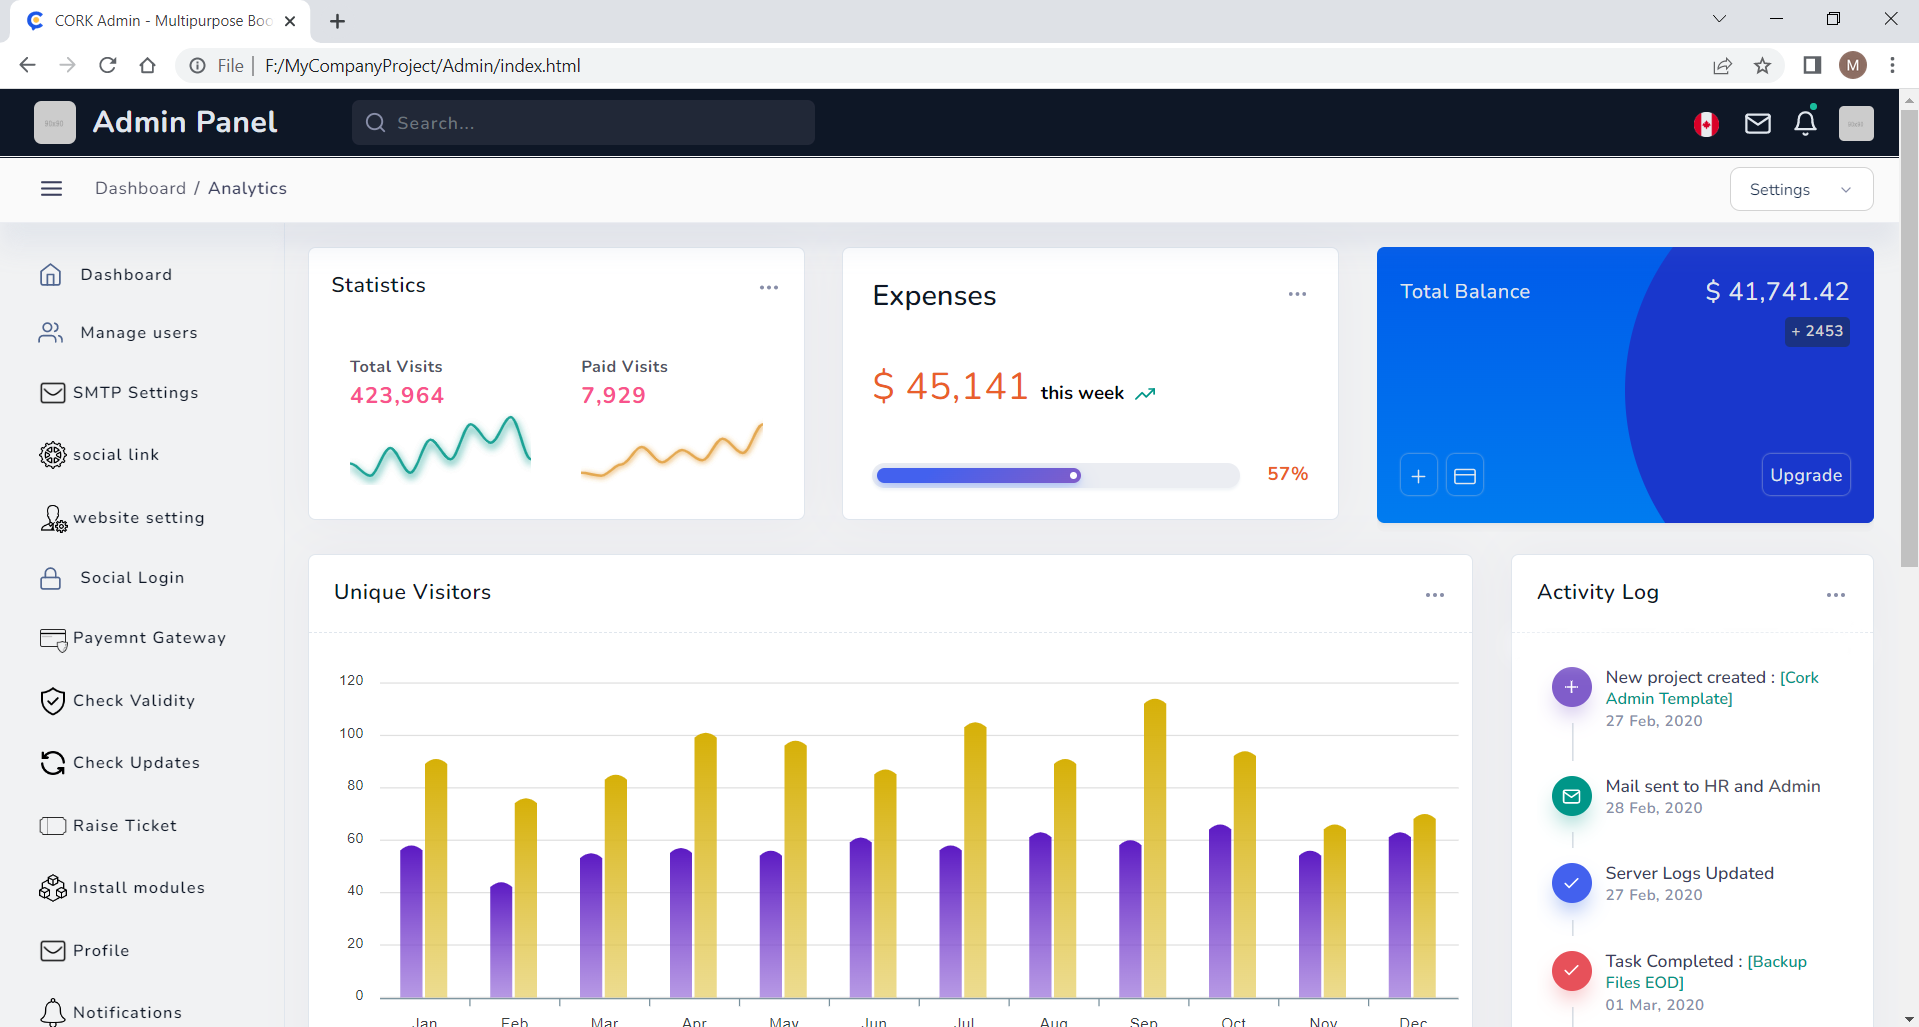 CORK Admin - Multipurpose Boo
File
F:/MyCompanyProject/Admin/index.html
M
Admin Panel
Search...
Dashboard / Analytics
Settings
Dashboard
Manage users
SMTP Settings
social link
website setting
Social Login
Payemnt Gateway
Check Validity
Check Updates
Raise Ticket
Install modules
Profile
Notifications
Statistics
Total Visits
423,964
Paid Visits
7,929
Expenses
$ 45,141 this week
57%
Total Balance
$ 41,741.42
+ 2453
Upgrade
Unique Visitors
120
100
80
60
40
20
0
Jan Feb Mar Apr May Jun Jul Aug Sep Oct Nov Dec
Activity Log
New project created : [Cork
Admin Template]
27 Feb, 2020
Mail sent to HR and Admin
28 Feb, 2020
Server Logs Updated
27 Feb, 2020
Task Completed : [Backup
Files EOD]
01 Mar, 2020